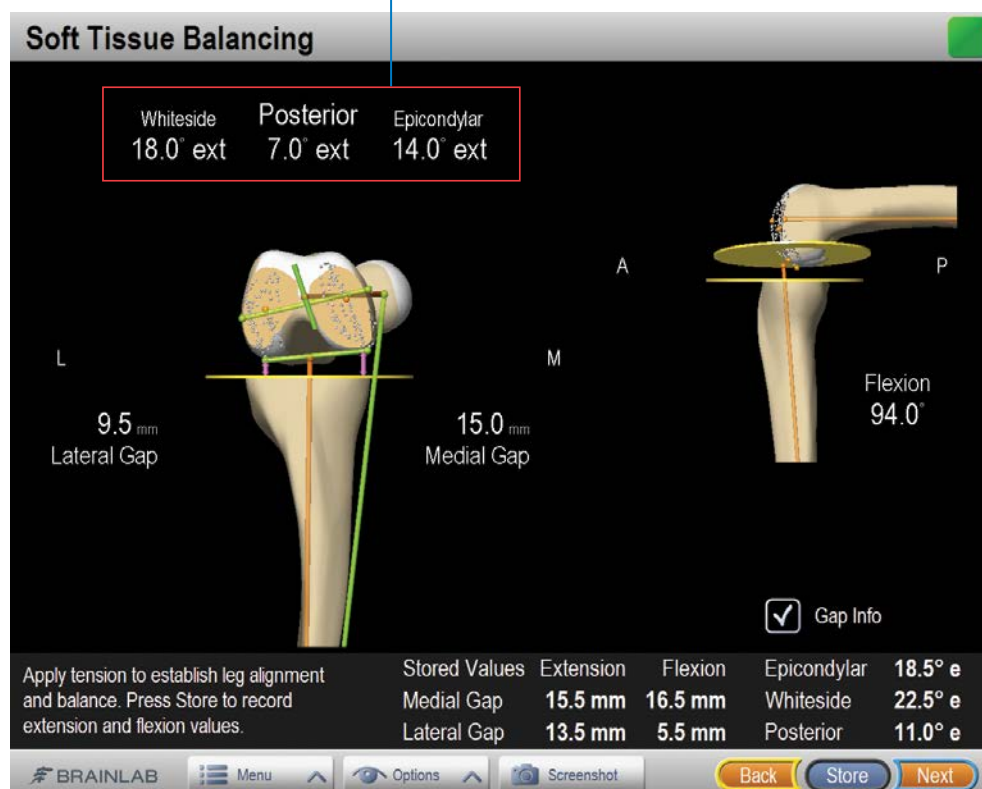 Soft Tissue Balancing
Whiteside Posterior Epicondylar
18.0° ext 7.0° ext 14.0° ext
A P
L M
Flexion
94.0°
9.5 mm 15.0 mm
Lateral Gap Medial Gap
Gap Info
Apply tension to establish leg alignment
and balance. Press Store to record
extension and flexion values.
Stored Values Extension Flexion
Medial Gap 15.5 mm 16.5 mm
Lateral Gap 13.5 mm 5.5 mm
Epicondylar 18.5° e
Whiteside 22.5° e
Posterior 11.0° e
BRAINLAB Menu Options Screenshot Back Store Next